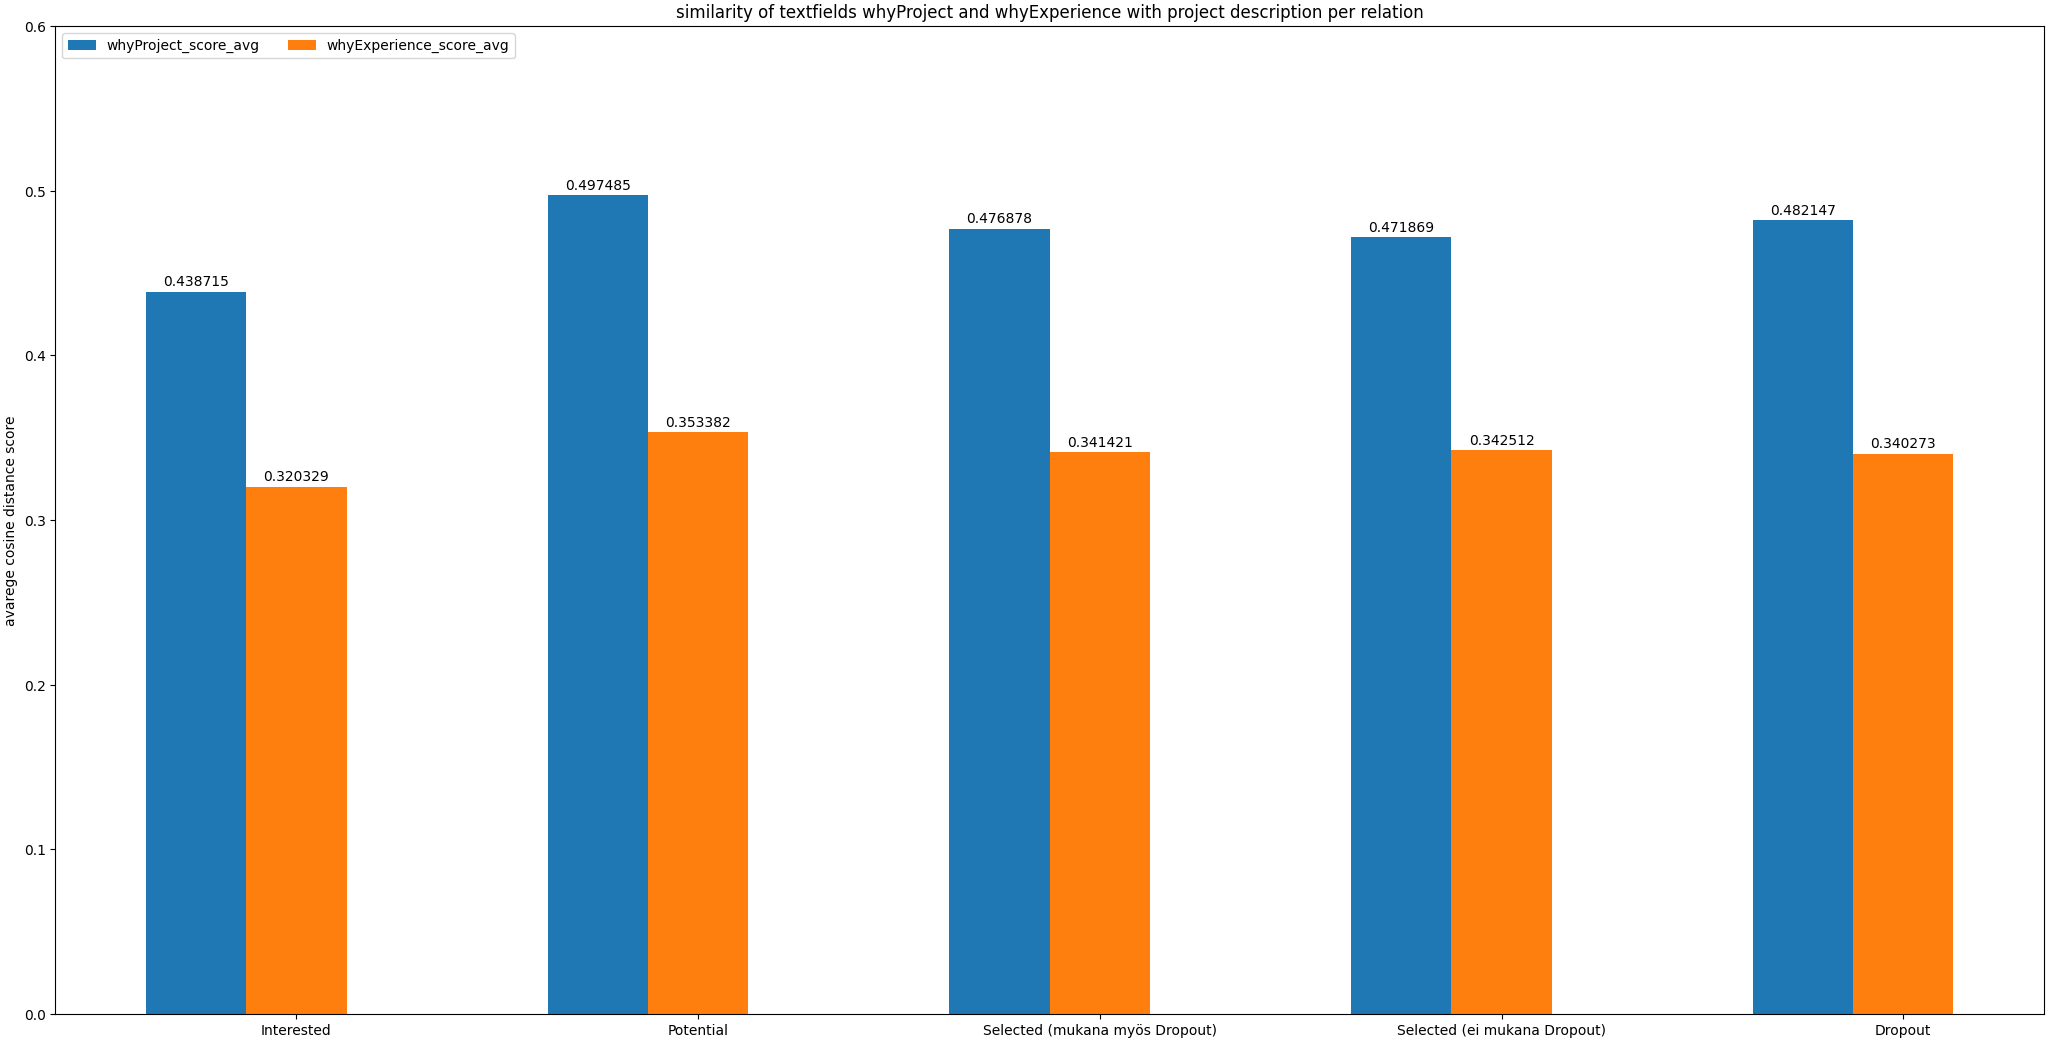 similarity of textfields whyProject and whyExperience with project description per relation
whyProject_score_avg
whyExperience_score_avg
avarege cosine distance score
0.6
0.5
0.4
0.3
0.2
0.1
0.0
0.438715
0.320329
0.497485
0.353382
0.476878
0.341421
0.471869
0.342512
0.482147
0.340273
Interested
Potential
Selected (mukana myös Dropout)
Selected (ei mukana Dropout)
Dropout